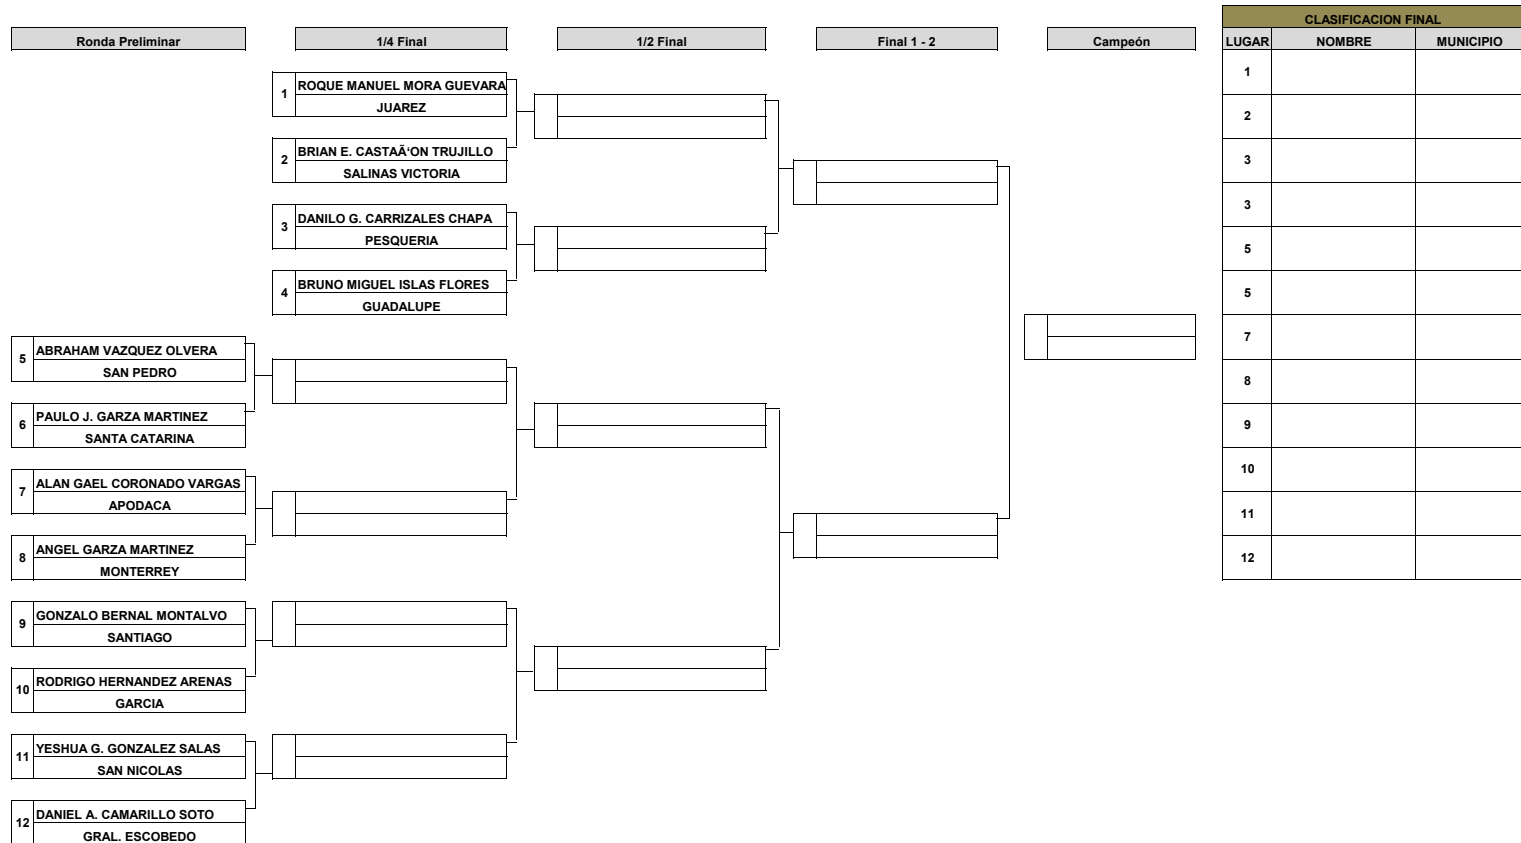 CLASIFICACION FINAL
Ronda Preliminar
1/4 Final
1/2 Final
Final 1 - 2
Campeón
LUGAR NOMBRE MUNICIPIO
1 ROQUE MANUEL MORA GUEVARA
JUAREZ
2 BRIAN E. CASTAÃ‘ON TRUJILLO
SALINAS VICTORIA
3 DANILO G. CARRIZALES CHAPA
PESQUERIA
4 BRUNO MIGUEL ISLAS FLORES
GUADALUPE
5 ABRAHAM VAZQUEZ OLVERA
SAN PEDRO
6 PAULO J. GARZA MARTINEZ
SANTA CATARINA
7 ALAN GAEL CORONADO VARGAS
APODACA
8 ANGEL GARZA MARTINEZ
MONTERREY
9 GONZALO BERNAL MONTALVO
SANTIAGO
10 RODRIGO HERNANDEZ ARENAS
GARCIA
11 YESHUA G. GONZALEZ SALAS
SAN NICOLAS
12 DANIEL A. CAMARILLO SOTO
GRAL. ESCOBEDO
1
2
3
3
5
5
7
8
9
10
11
12